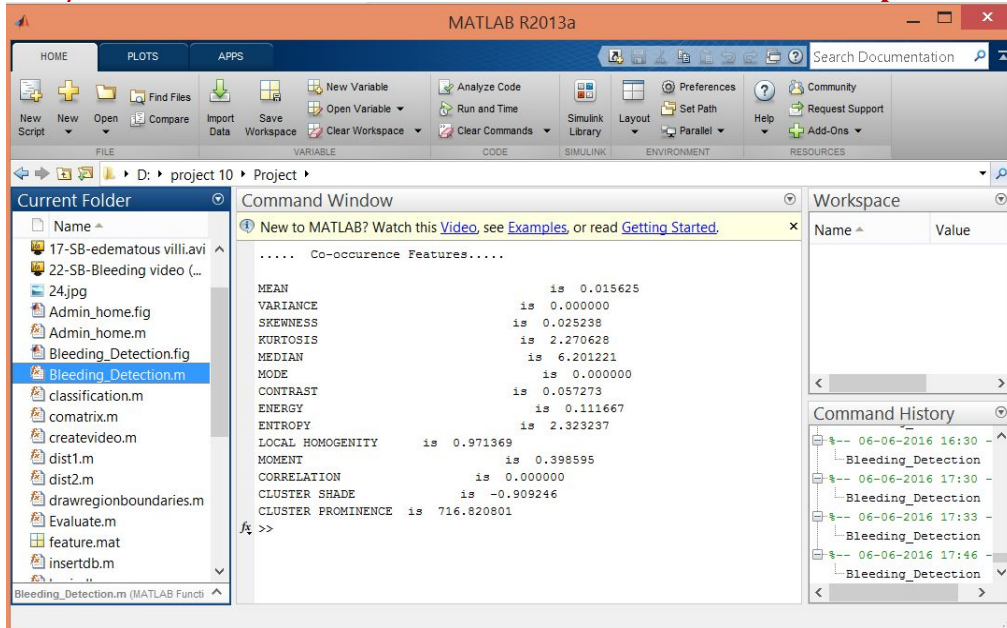 MATLAB R2013a
HOME PLOTS APPS
Search Documentation
New Script
New
Open
Find Files
Compare
FILE
Import Data
Save Workspace
New Variable
Open Variable
Clear Workspace
VARIABLE
Analyze Code
Run and Time
Clear Commands
CODE
Simulink Library
SIMULINK
Layout
Preferences
Set Path
Parallel
ENVIRONMENT
Help
Community
Request Support
Add-Ons
RESOURCES
D: project 10 Project
Current Folder
Name
17-SB-edematous villi.avi
22-SB-Bleeding video (...
24.jpg
Admin_home.fig
Admin_home.m
Bleeding_Detection.fig
Bleeding_Detection.m
classification.m
comatrix.m
createvideo.m
dist1.m
dist2.m
drawregionboundaries.m
Evaluate.m
feature.mat
insertdb.m
Bleeding_Detection.m (MATLAB Functi
Command Window
New to MATLAB? Watch this Video, see Examples, or read Getting Started.
..... Co-occurence Features.....
MEAN is 0.015625
VARIANCE is 0.000000
SKEWNESS is 0.025238
KURTOSIS is 2.270628
MEDIAN is 6.201221
MODE is 0.000000
CONTRAST is 0.057273
ENERGY is 0.111667
ENTROPY is 2.323237
LOCAL HOMOGENITY is 0.971369
MOMENT is 0.398595
CORRELATION is 0.000000
CLUSTER SHADE is -0.909246
CLUSTER PROMINENCE is 716.820801
fx >>
Workspace
Name Value
Command History
%-- 06-06-2016 16:30 -
Bleeding_Detection
%-- 06-06-2016 17:30 -
Bleeding_Detection
%-- 06-06-2016 17:33 -
Bleeding_Detection
%-- 06-06-2016 17:46 -
Bleeding_Detection